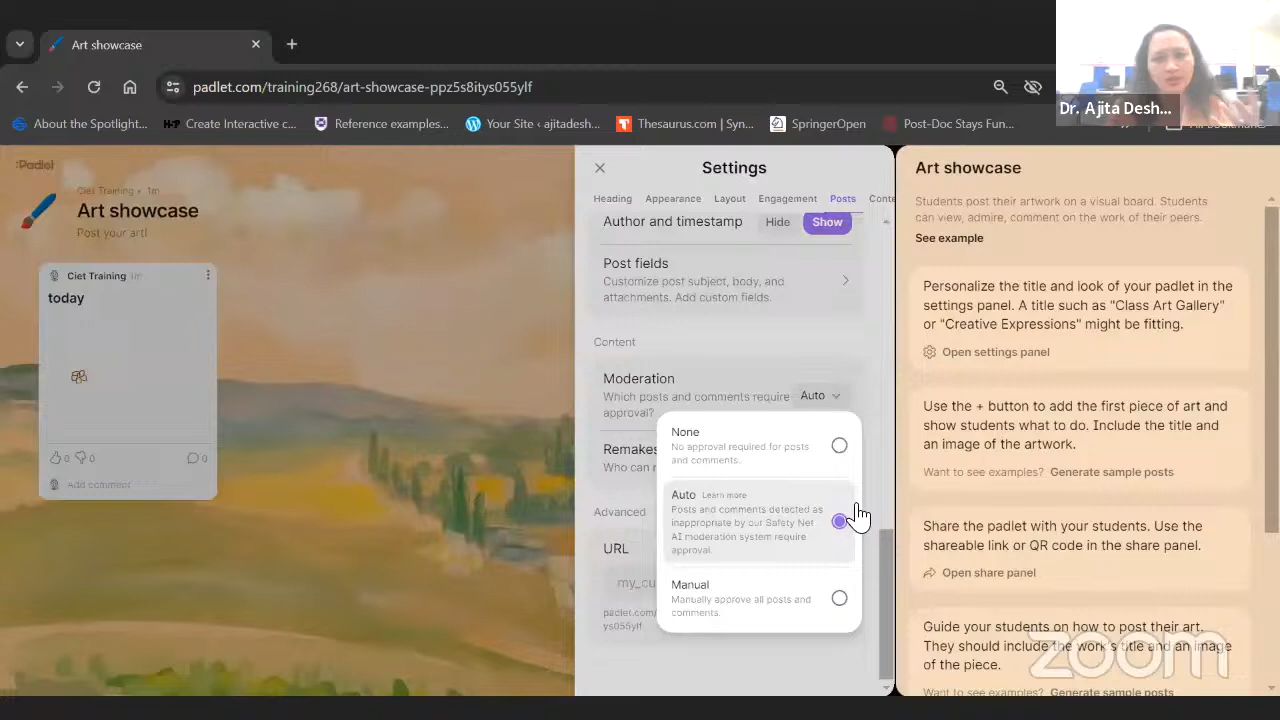 Art showcase
padlet.com/training268/art-showcase-ppz5s8itys055ylf
Dr. Ajita Desh...
About the Spotlight...
Create Interactive c...
Reference examples...
Your Site ‹ ajitadesh...
Thesaurus.com | Syn...
SpringerOpen
Post-Doc Stays Fun...
Padlet
Ciet Training • 1m
Art showcase
Post your art!
Ciet Training 1m
today
0 0 0
Add comment
Settings
Heading Appearance Layout Engagement Posts Conte
Author and timestamp Hide Show
Post fields
Customize post subject, body, and
attachments. Add custom fields.
Content
Moderation
Which posts and comments require
approval?
Auto
None
No approval required for posts
and comments.
Auto Learn more
Posts and comments detected as
inappropriate by our Safety Net
AI moderation system require
approval.
Manual
Manually approve all posts and
comments.
Remakes
Who can r
Advanced
URL
my_cu
padlet.com/
ys055ylf
Art showcase
Students post their artwork on a visual board. Students
can view, admire, comment on the work of their peers.
See example
Personalize the title and look of your padlet in the
settings panel. A title such as "Class Art Gallery"
or "Creative Expressions" might be fitting.
Open settings panel
Use the + button to add the first piece of art and
show students what to do. Include the title and
an image of the artwork.
Want to see examples? Generate sample posts
Share the padlet with your students. Use the
shareable link or QR code in the share panel.
Open share panel
Guide your students on how to post their art.
They should include the work's title and an image
of the piece.
Want to see examples? Generate sample posts
zoom